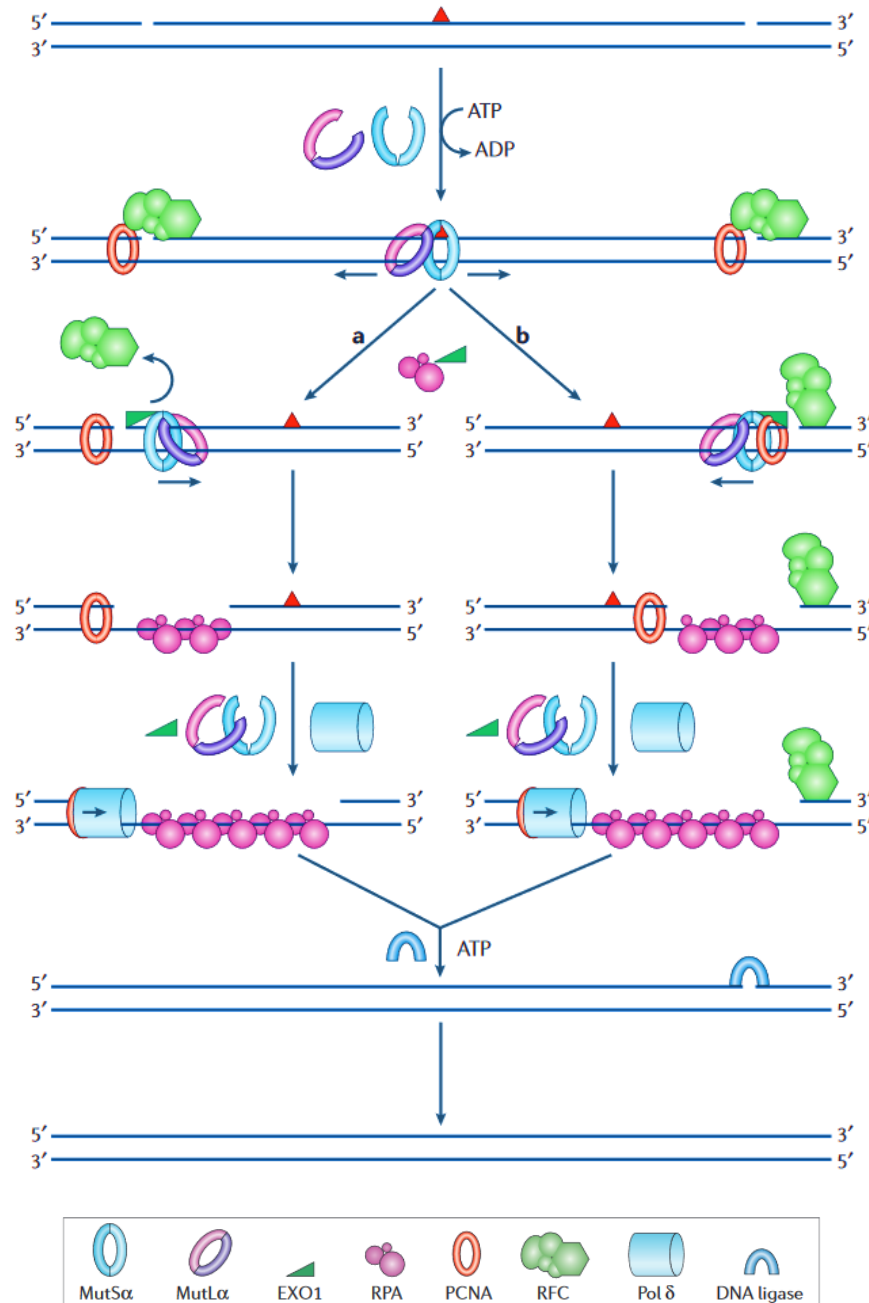 5′ 3′
3′ 5′
ATP
ADP
5′ 3′
3′ 5′
a b
5′ 3′ 5′ 3′
3′ 5′ 3′ 5′
5′ 3′ 5′ 3′
3′ 5′ 3′ 5′
5′ 3′ 5′ 3′
3′ 5′ 3′ 5′
ATP
5′ 3′
3′ 5′
5′ 3′
3′ 5′
MutSα MutLα EXO1 RPA PCNA RFC Pol δ DNA ligase